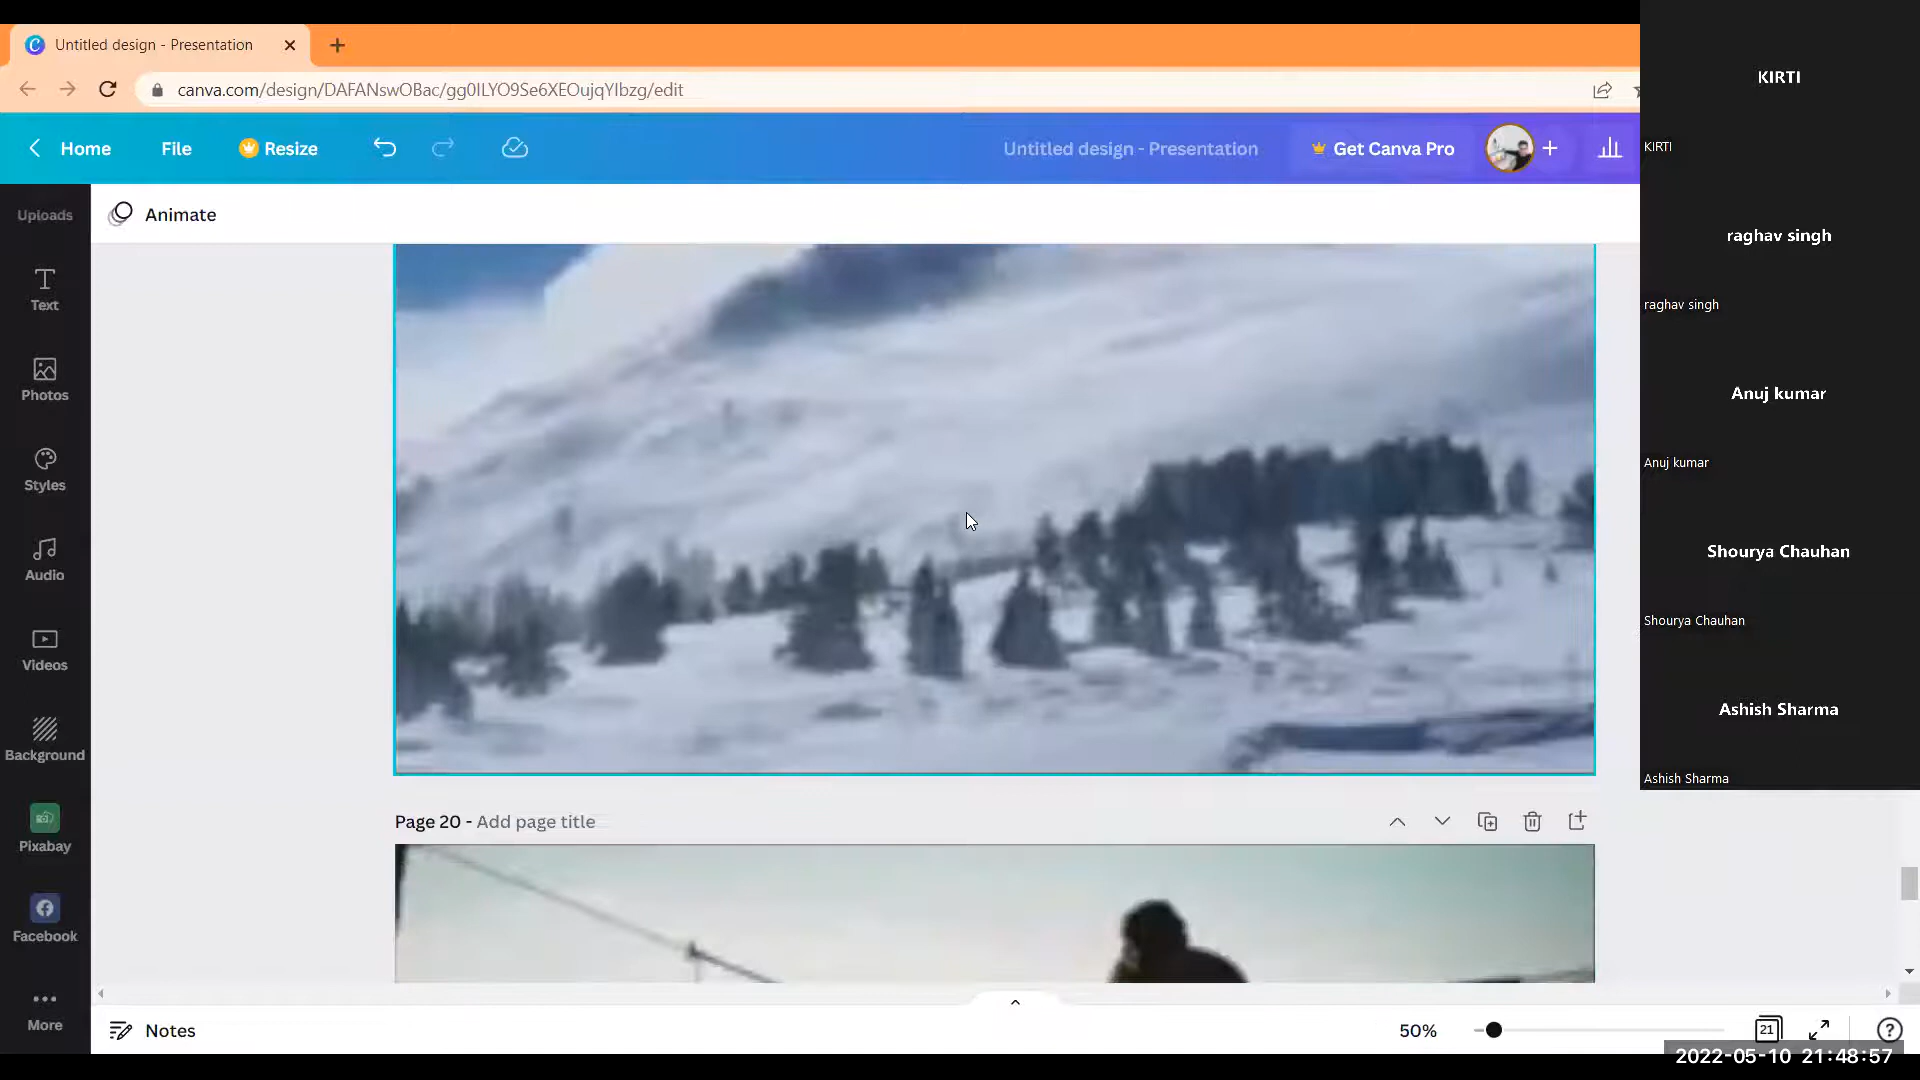 Untitled design - Presentation
canva.com/design/DAFANswOBac/gg0ILYO9Se6XEOujqYIbzg/edit
Home
File
Resize
Untitled design - Presentation
Get Canva Pro
Uploads
Animate
Text
Photos
Styles
Audio
Videos
Background
Pixabay
Facebook
More
Page 20 - Add page title
Notes
50%
21
?
KIRTI
KIRTI
raghav singh
raghav singh
Anuj kumar
Anuj kumar
Shourya Chauhan
Shourya Chauhan
Ashish Sharma
Ashish Sharma
2022-05-10 21:48:57